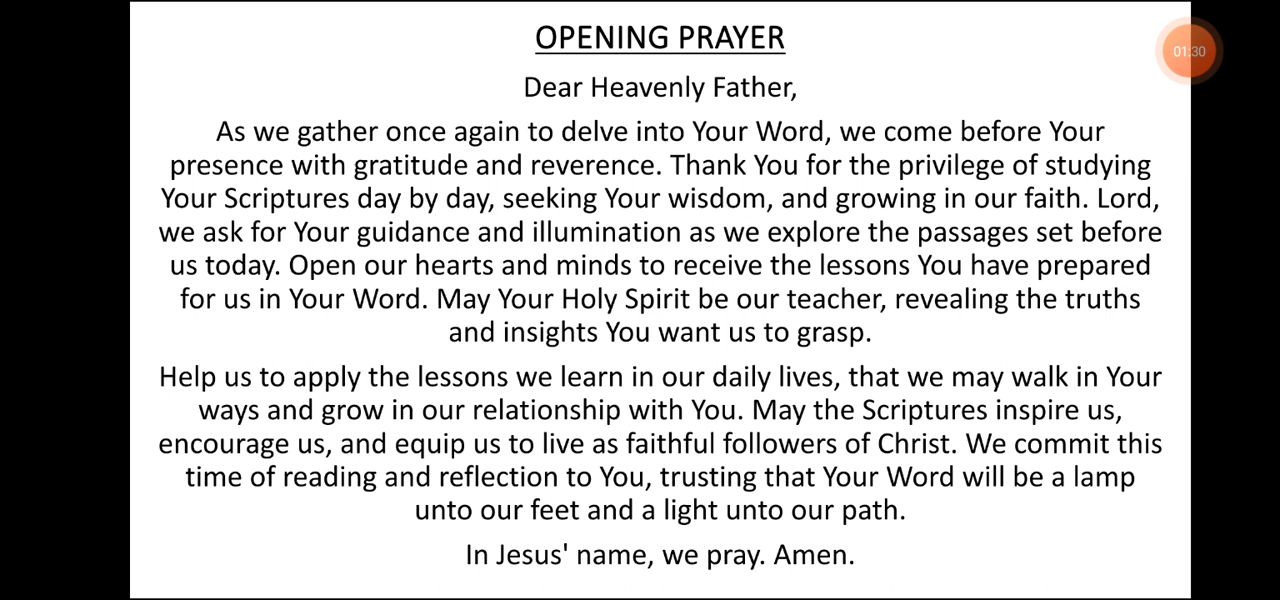 OPENING PRAYER
01:30
Dear Heavenly Father,
As we gather once again to delve into Your Word, we come before Your
presence with gratitude and reverence. Thank You for the privilege of studying
Your Scriptures day by day, seeking Your wisdom, and growing in our faith. Lord,
we ask for Your guidance and illumination as we explore the passages set before
us today. Open our hearts and minds to receive the lessons You have prepared
for us in Your Word. May Your Holy Spirit be our teacher, revealing the truths
and insights You want us to grasp.
Help us to apply the lessons we learn in our daily lives, that we may walk in Your
ways and grow in our relationship with You. May the Scriptures inspire us,
encourage us, and equip us to live as faithful followers of Christ. We commit this
time of reading and reflection to You, trusting that Your Word will be a lamp
unto our feet and a light unto our path.
In Jesus' name, we pray. Amen.